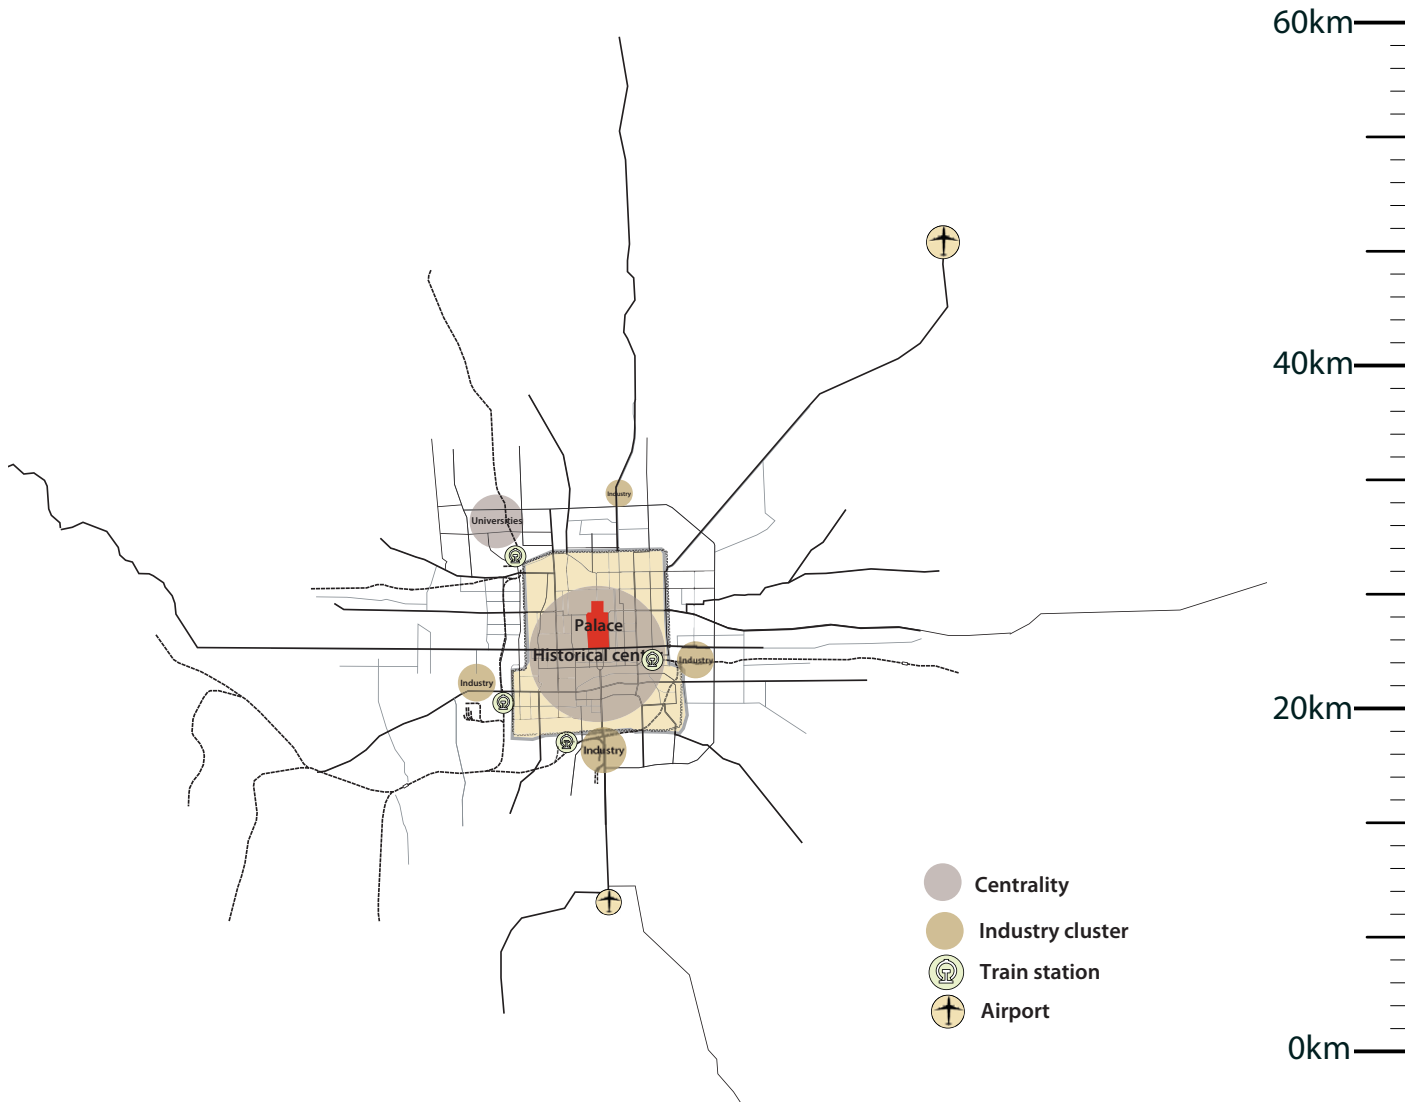 60km
40km
Industry
Universities
Palace
Historical cent
Industry
Industry
20km
Industry
Centrality
Industry cluster
Train station
Airport
0km